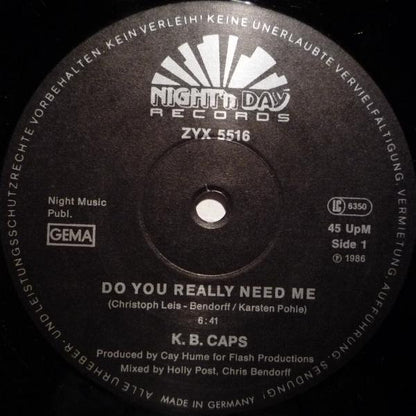 ALLE URHEBER- UND LEISTUNGSSCHUTZRECHTE VORBEHALTEN. KEIN VERLEIH! KEINE UNERLAUBTE VERVIELFÄLTIGUNG, VERMIETUNG, AUFFÜHRUNG, SENDUNG!
NIGHT'n DAY
RECORDS
ZYX 5516
Night Music
Publ.
GEMA
LC 6350
45 UpM
Side 1
℗ 1986
DO YOU REALLY NEED ME
(Christoph Leis - Bendorff / Karsten Pohle)
6:41
K. B. CAPS
Produced by Cay Hume for Flash Productions
Mixed by Holly Post, Chris Bendorff
MADE IN GERMANY